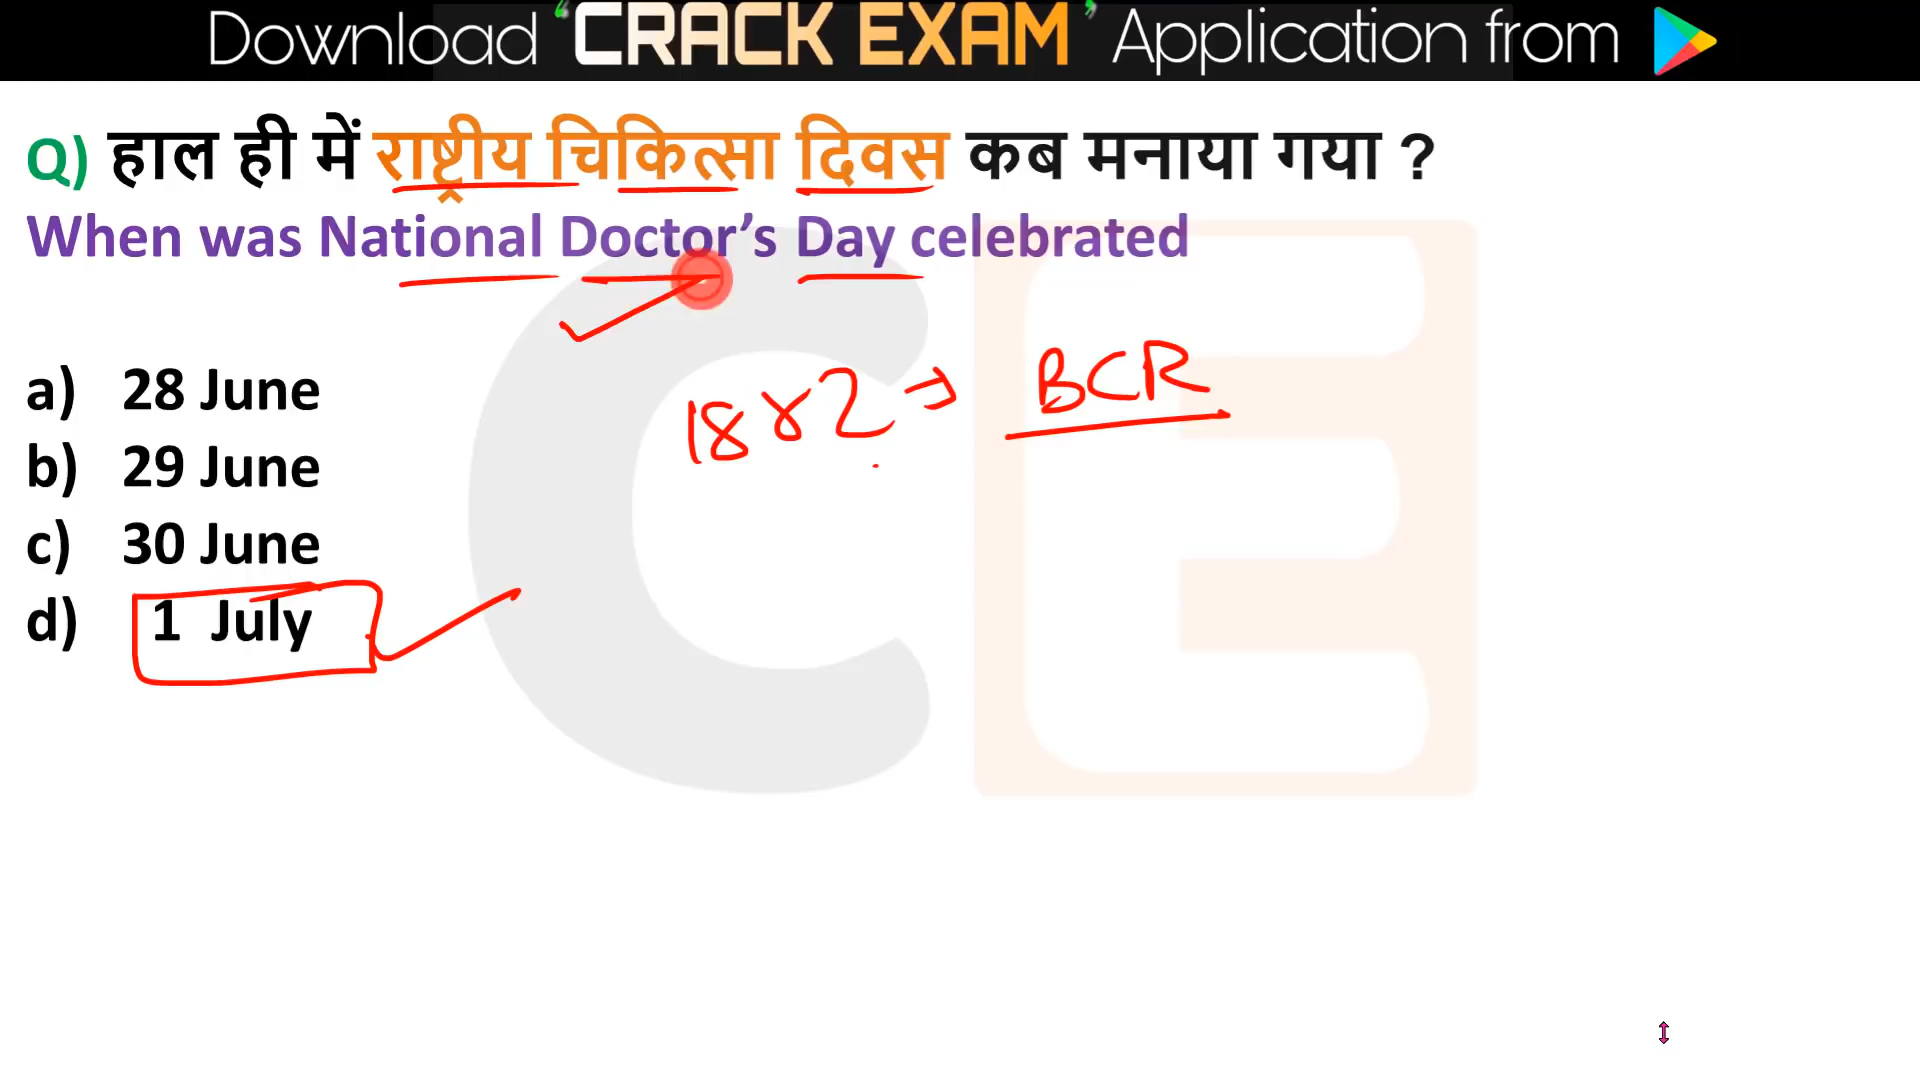 Download ‘CRACK EXAM’ Application from
Q) हाल ही में राष्ट्रीय चिकित्सा दिवस कब मनाया गया ?
When was National Doctor’s Day celebrated
a) 28 June
b) 29 June
c) 30 June
d) 1 July
1882 → BCR
CE